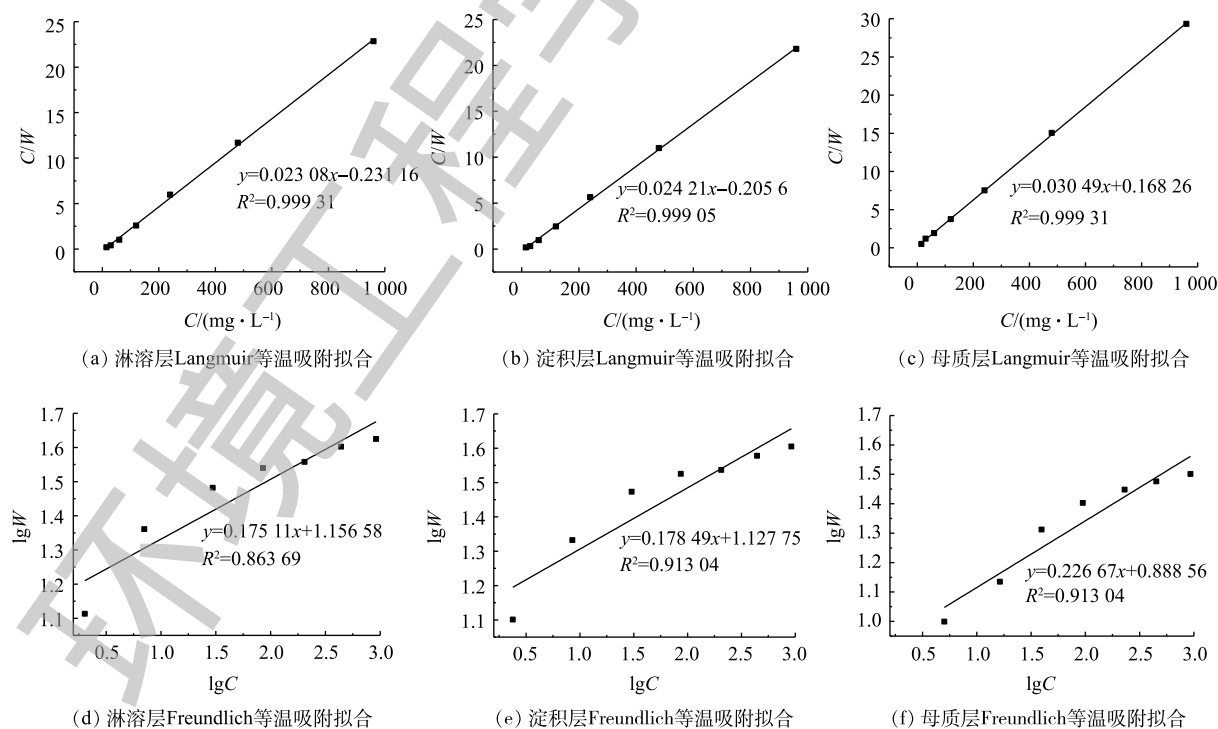 25
20
15
10
5
0
C/W
y=0.023 08x−0.231 16
R²=0.999 31
0 200 400 600 800 1 000
C/(mg · L⁻¹)
(a) 淋溶层Langmuir等温吸附拟合
25
20
15
10
5
0
C/W
y=0.024 21x−0.205 6
R²=0.999 05
0 200 400 600 800 1 000
C/(mg · L⁻¹)
(b) 淀积层Langmuir等温吸附拟合
30
25
20
15
10
5
0
C/W
y=0.030 49x+0.168 26
R²=0.999 31
0 200 400 600 800 1 000
C/(mg · L⁻¹)
(c) 母质层Langmuir等温吸附拟合
1.7
1.6
1.5
1.4
1.3
1.2
1.1
lgW
y=0.175 11x+1.156 58
R²=0.863 69
0.5 1.0 1.5 2.0 2.5 3.0
lgC
(d) 淋溶层Freundlich等温吸附拟合
1.7
1.6
1.5
1.4
1.3
1.2
1.1
lgW
y=0.178 49x+1.127 75
R²=0.913 04
0.5 1.0 1.5 2.0 2.5 3.0
lgC
(e) 淀积层Freundlich等温吸附拟合
1.7
1.6
1.5
1.4
1.3
1.2
1.1
1.0
lgW
y=0.226 67x+0.888 56
R²=0.913 04
0.5 1.0 1.5 2.0 2.5 3.0
lgC
(f) 母质层Freundlich等温吸附拟合
环境工程学